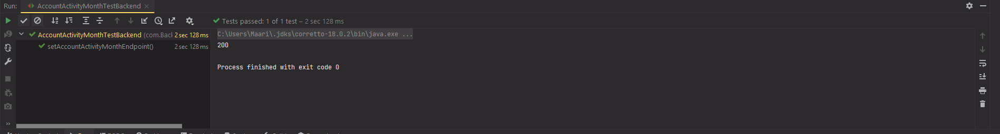 Run: AccountActivityMonthTestBackend
Tests passed: 1 of 1 test – 2 sec 128 ms
AccountActivityMonthTestBackend (com.Back 2 sec 128 ms
setAccountActivityMonthEndpoint() 2 sec 128 ms
C:\Users\Maari\.jdks\corretto-18.0.2\bin\java.exe ...
200
Process finished with exit code 0